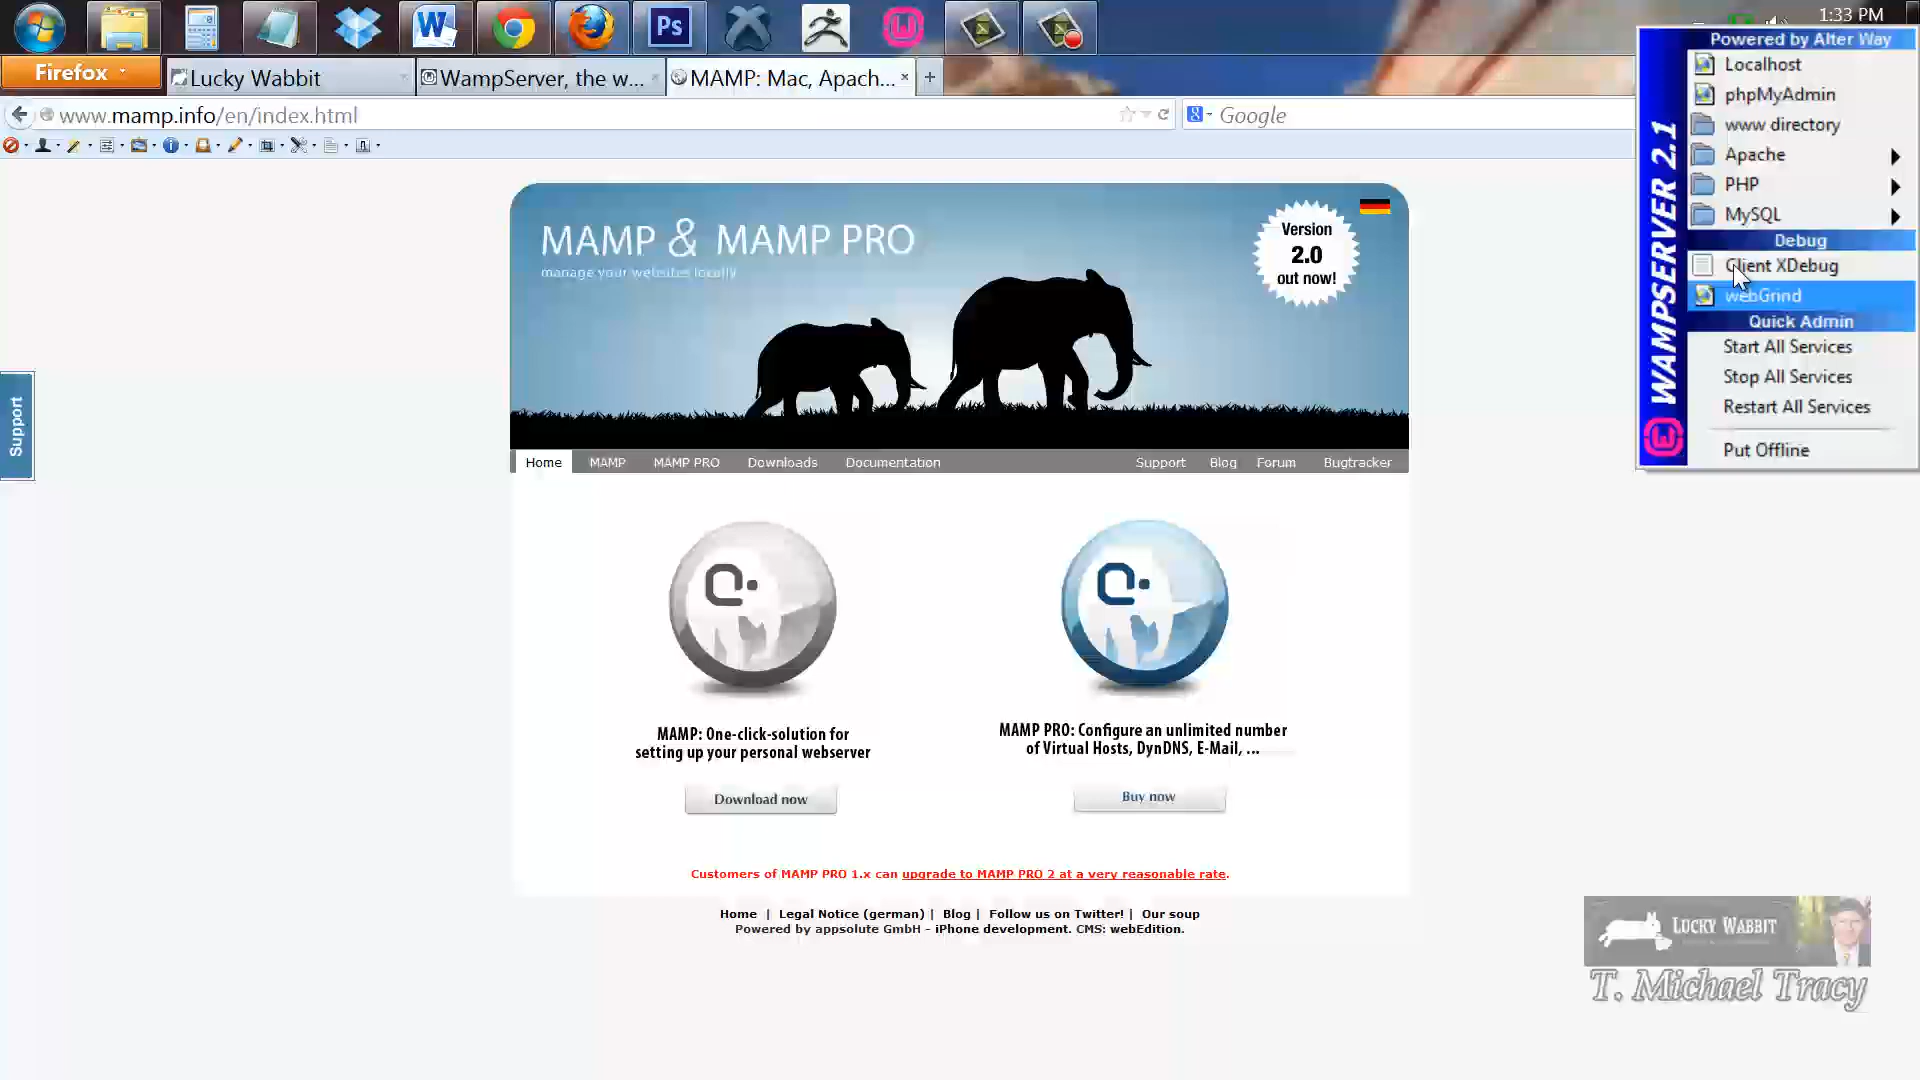 1:33 PM
Firefox
Lucky Wabbit
WampServer, the w...
MAMP: Mac, Apach...
www.mamp.info/en/index.html
Google
Powered by Alter Way
Localhost
phpMyAdmin
www directory
Apache
PHP
MySQL
Debug
Client XDebug
webGrind
Quick Admin
Start All Services
Stop All Services
Restart All Services
Put Offline
WAMPSERVER 2.1
MAMP & MAMP PRO
manage your websites locally
Version
2.0
out now!
Support
Home
MAMP
MAMP PRO
Downloads
Documentation
Support
Blog
Forum
Bugtracker
MAMP: One-click-solution for
setting up your personal webserver
MAMP PRO: Configure an unlimited number
of Virtual Hosts, DynDNS, E-Mail, ...
Download now
Buy now
Customers of MAMP PRO 1.x can upgrade to MAMP PRO 2 at a very reasonable rate.
Home | Legal Notice (german) | Blog | Follow us on Twitter! | Our soup
Powered by appsolute GmbH - iPhone development. CMS: webEdition.
Lucky Wabbit
T. Michael Tracy